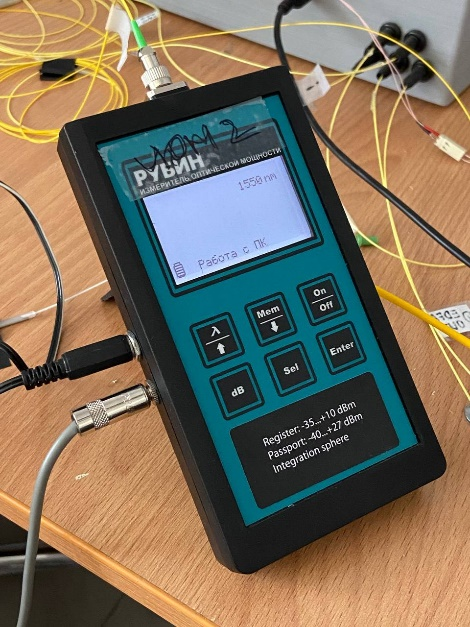 ИОМ 2
РУБИН
ИЗМЕРИТЕЛЬ ОПТИЧЕСКОЙ МОЩНОСТИ
1550 nm
Работа с ПК
λ
Mem
On
Off
dB
Sel
Enter
Register: -35...+10 dBm
Passport: -40...+27 dBm
Integration sphere